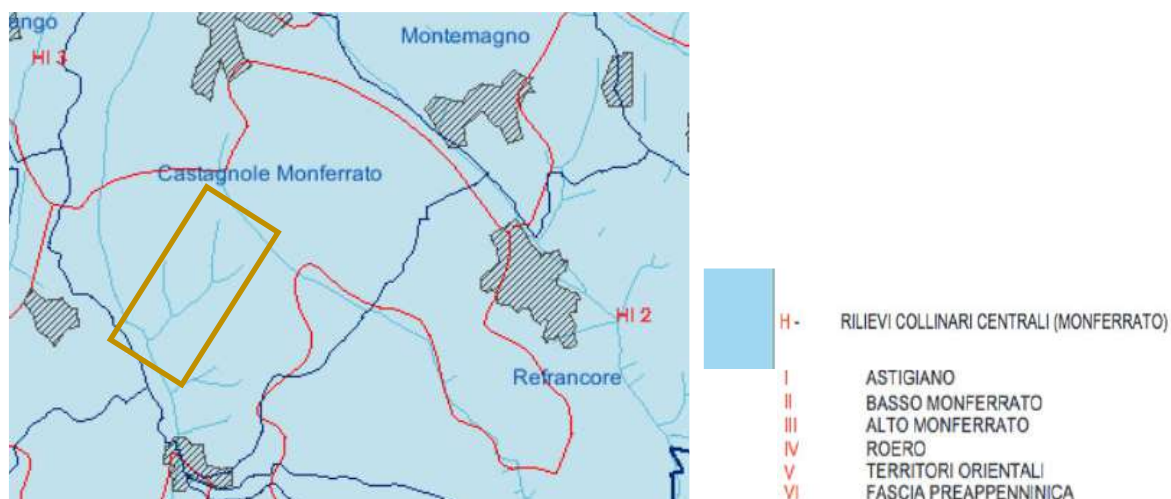 ango
HI 3
Montemagno
Castagnole Monferrato
HI 2
Refrancore
H - RILIEVI COLLINARI CENTRALI (MONFERRATO)
I ASTIGIANO
II BASSO MONFERRATO
III ALTO MONFERRATO
IV ROERO
V TERRITORI ORIENTALI
VI FASCIA PREAPPENNINICA